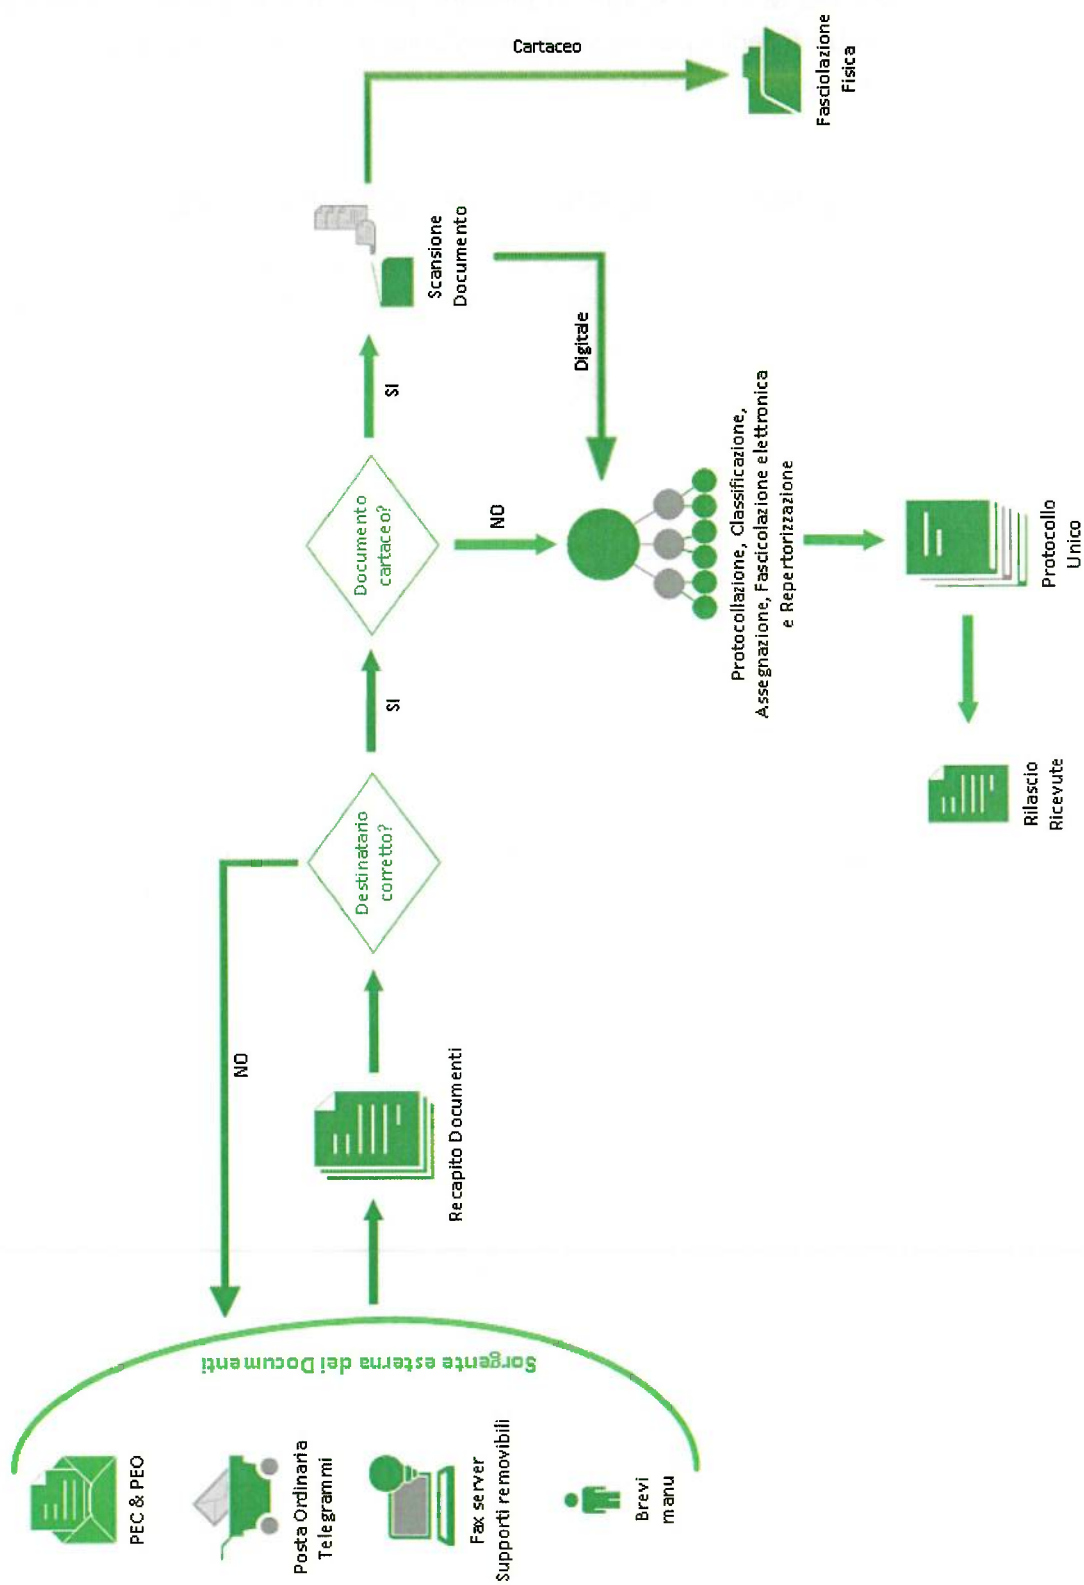 PEC & PEO
Posta Ordinaria
Telegrammi
Fax server
Supporti removibili
Brevi
manu
Sorgente esterna dei Documenti
Recapito Documenti
NO
Destinatario
corretto?
SI
Documento
cartaceo?
SI
NO
Scansione
Documento
Cartaceo
Digitale
Fasciolazione
Fisica
Protocollazione, Classificazione,
Assegnazione, Fascicolazione elettronica
e Repertorizzazione
Protocollo
Unico
Rilascio
Ricevute